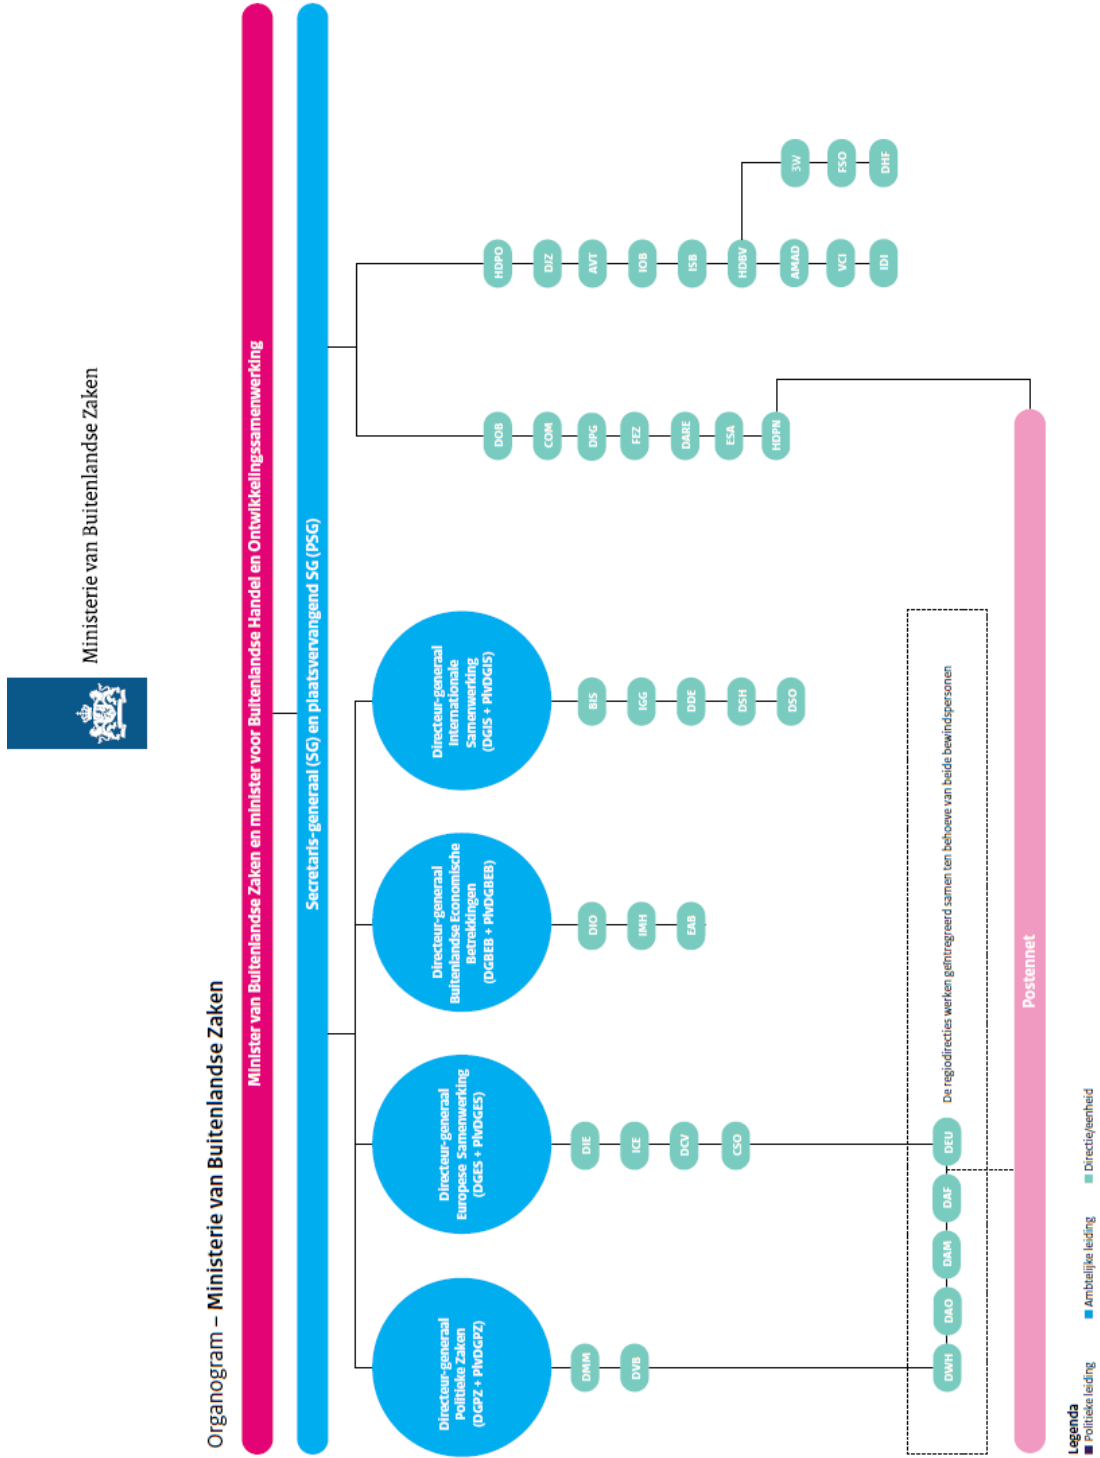 Ministerie van Buitenlandse Zaken
Organogram – Ministerie van Buitenlandse Zaken
Minister van Buitenlandse Zaken en minister voor Buitenlandse Handel en Ontwikkelingssamenwerking
Secretaris-generaal (SG) en plaatsvervangend SG (PSG)
Directeur-generaal
Politieke Zaken
(DGPZ + PlvDGPZ)
DMM
DVB
Directeur-generaal
Europese Samenwerking
(DGES + PlvDGES)
DIE
ICE
DCV
CSO
Directeur-generaal
Buitenlandse Economische
Betrekkingen
(DGBEB + PlvDGBEB)
DIO
IMH
EAB
Directeur-generaal
Internationale
Samenwerking
(DGIS + PlvDGIS)
BIS
IGG
DDE
DSH
DSO
DOB
COM
DPG
FEZ
DARE
ESA
HDPN
HDPO
DJZ
AVT
IOB
ISB
HDBV
AMAD
VCI
IDI
3W
FSO
DHF
DWH
DAO
DAM
DAF
DEU
De regiodirecties werken geïntregreerd samen ten behoeve van beide bewindspersonen
Postennet
Legenda
Politieke leiding
Ambtelijke leiding
Directie/eenheid